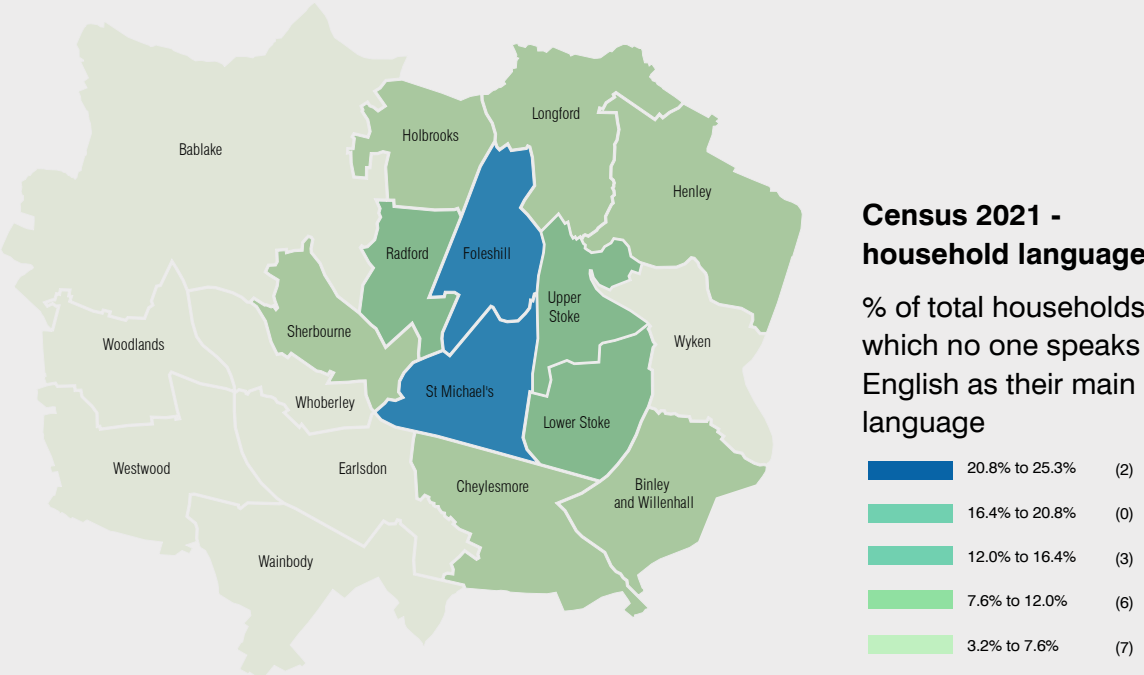 Longford
Holbrooks
Bablake
Henley
Radford
Foleshill
Upper
Stoke
Sherbourne
Woodlands
Wyken
St Michael's
Whoberley
Lower Stoke
Westwood
Earlsdon
Cheylesmore
Binley
and Willenhall
Wainbody
Census 2021 -
household language
% of total households
which no one speaks
English as their main
language
20.8% to 25.3% (2)
16.4% to 20.8% (0)
12.0% to 16.4% (3)
7.6% to 12.0% (6)
3.2% to 7.6% (7)